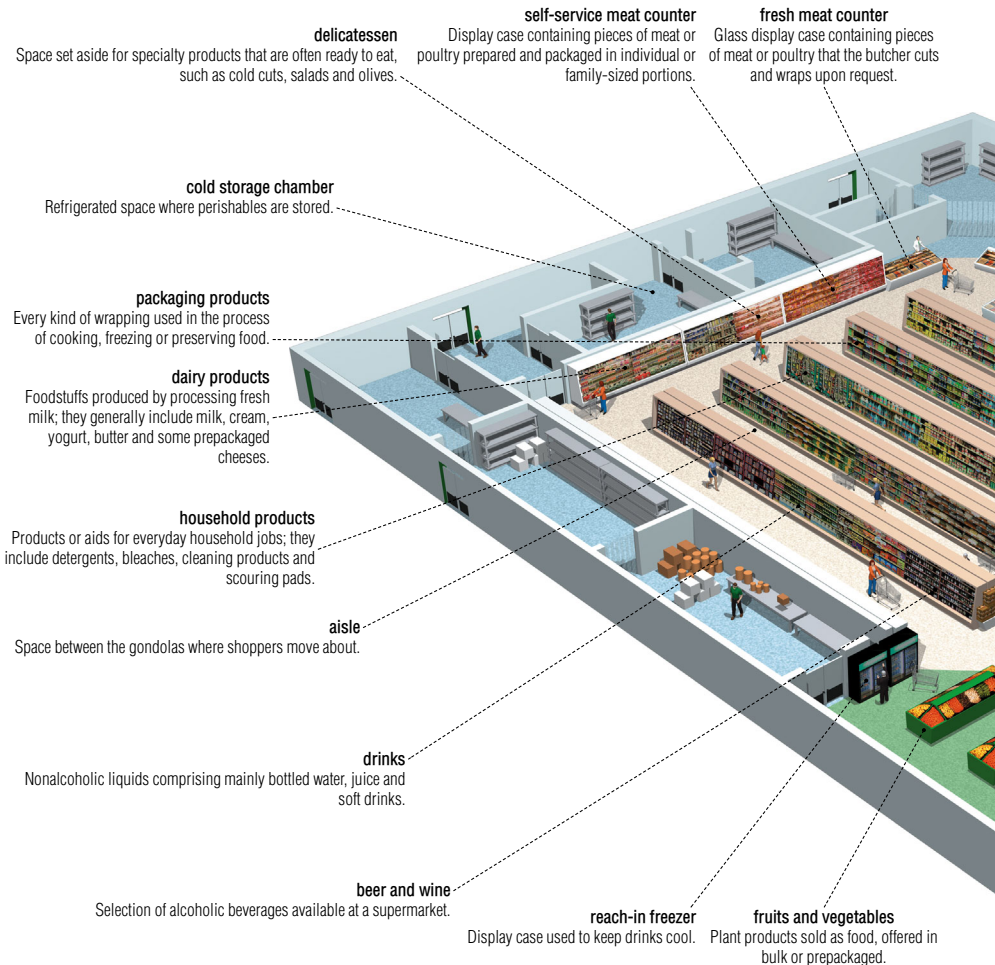 delicatessen
Space set aside for specialty products that are often ready to eat,
such as cold cuts, salads and olives.
self-service meat counter
Display case containing pieces of meat or
poultry prepared and packaged in individual or
family-sized portions.
fresh meat counter
Glass display case containing pieces
of meat or poultry that the butcher cuts
and wraps upon request.
cold storage chamber
Refrigerated space where perishables are stored.
packaging products
Every kind of wrapping used in the process
of cooking, freezing or preserving food.
dairy products
Foodstuffs produced by processing fresh
milk; they generally include milk, cream,
yogurt, butter and some prepackaged
cheeses.
household products
Products or aids for everyday household jobs; they
include detergents, bleaches, cleaning products and
scouring pads.
aisle
Space between the gondolas where shoppers move about.
drinks
Nonalcoholic liquids comprising mainly bottled water, juice and
soft drinks.
beer and wine
Selection of alcoholic beverages available at a supermarket.
reach-in freezer
Display case used to keep drinks cool.
fruits and vegetables
Plant products sold as food, offered in
bulk or prepackaged.